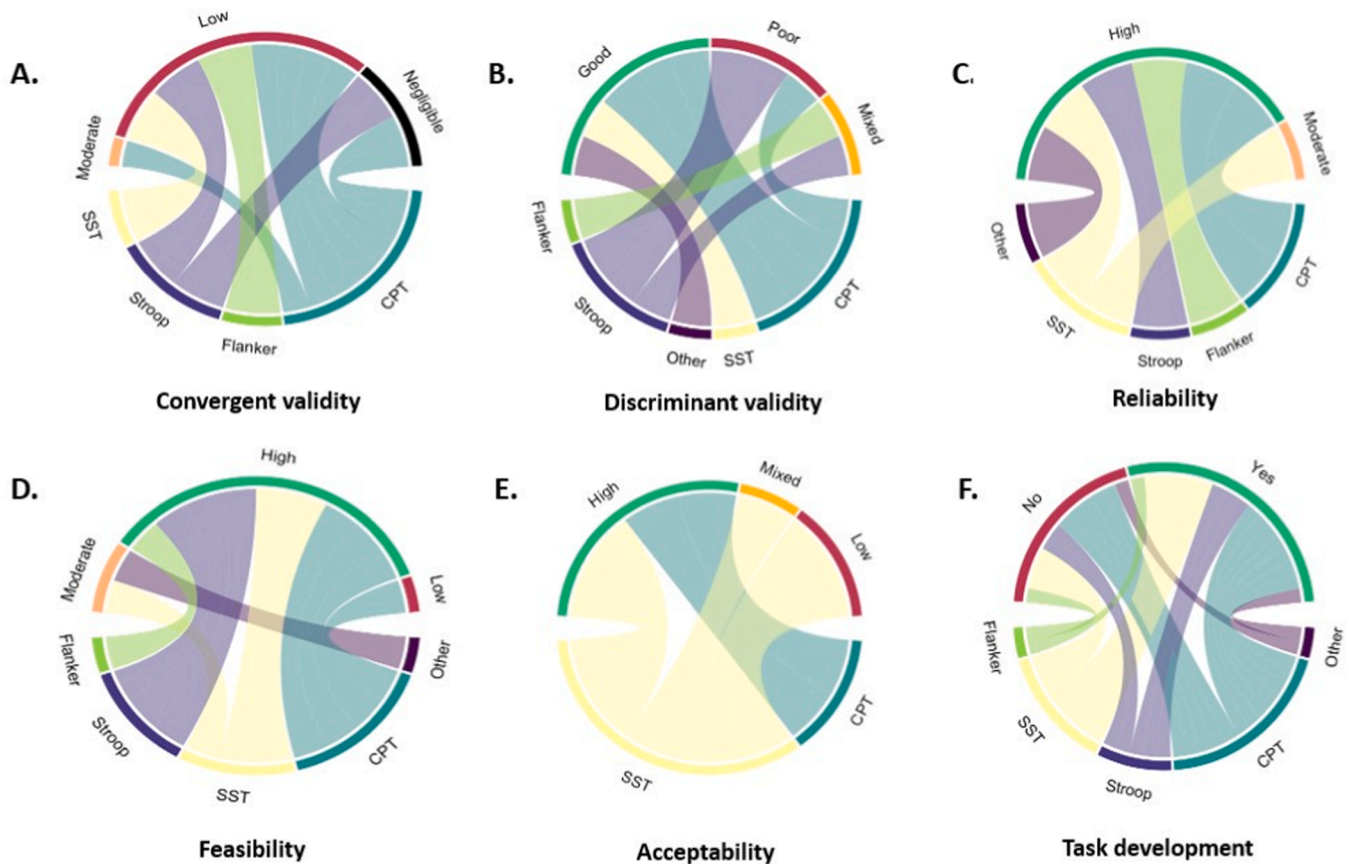 A.
Low
Negligible
Moderate
SST
Stroop
Flanker
CPT
Convergent validity
B.
Good
Poor
Mixed
Flanker
Stroop
Other
SST
CPT
Discriminant validity
C.
High
Moderate
Other
SST
Stroop
Flanker
CPT
Reliability
D.
High
Moderate
Low
Flanker
Other
Stroop
SST
CPT
Feasibility
E.
High
Mixed
Low
SST
CPT
Acceptability
F.
No
Yes
Flanker
Other
SST
Stroop
CPT
Task development